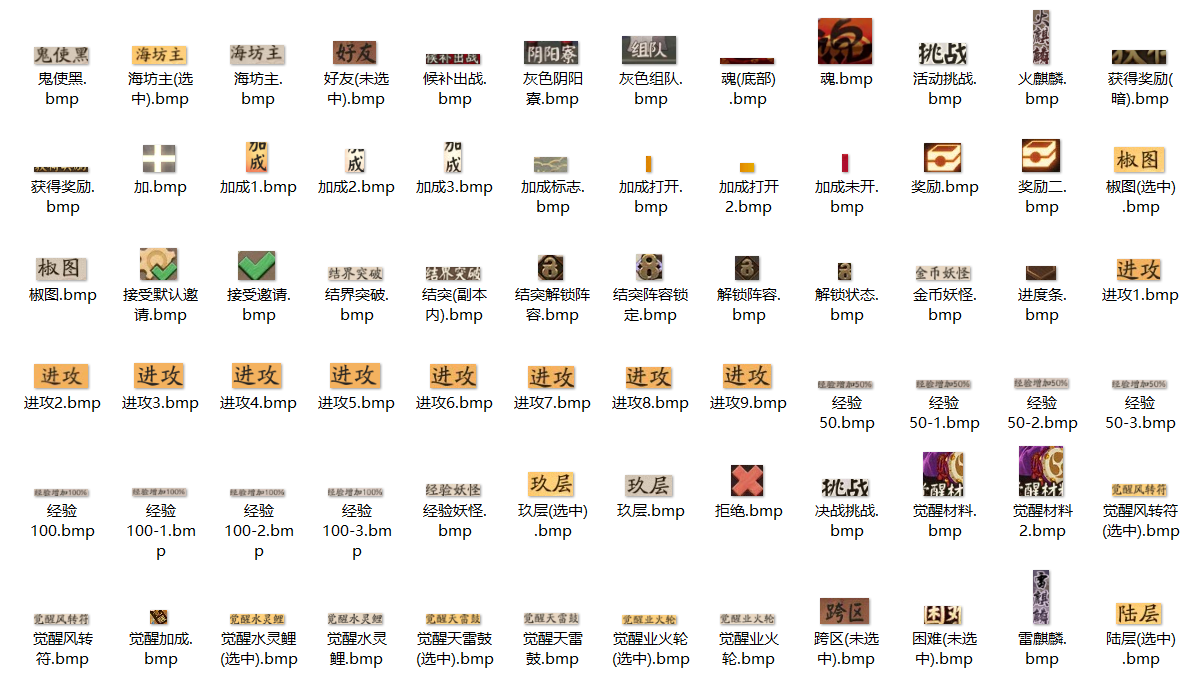 鬼使黑 海坊主 海坊主 好友 候补出战 阴阳寮 组队 魂 挑战 火麒麟
鬼使黑. 海坊主(选 海坊主. 好友(未选 候补出战. 灰色阴阳 灰色组队. 魂(底部) 魂.bmp 活动挑战. 火麒麟. 获得奖励(
bmp 中).bmp bmp 中).bmp bmp 寮.bmp bmp .bmp bmp bmp 暗).bmp
加成 加成 加成 椒图
获得奖励. 加.bmp 加成1.bmp 加成2.bmp 加成3.bmp 加成标志. 加成打开. 加成打开 加成未开. 奖励.bmp 奖励二. 椒图(选中)
bmp bmp bmp 2.bmp bmp bmp .bmp
椒图 结界突破 结界突破 金币妖怪 进攻
椒图.bmp 接受默认邀 接受邀请. 结界突破. 结突(副本 结突解锁阵 结突阵容锁 解锁阵容. 解锁状态. 金币妖怪. 进度条. 进攻1.bmp
请.bmp bmp bmp 内).bmp 容.bmp 定.bmp bmp bmp bmp bmp
进攻 进攻 进攻 进攻 进攻 进攻 进攻 进攻 经验增加50% 经验增加50% 经验增加50% 经验增加50%
进攻2.bmp 进攻3.bmp 进攻4.bmp 进攻5.bmp 进攻6.bmp 进攻7.bmp 进攻8.bmp 进攻9.bmp 经验 经验 经验 经验
50.bmp 50-1.bmp 50-2.bmp 50-3.bmp
经验增加100% 经验增加100% 经验增加100% 经验增加100% 经验妖怪 玖层 玖层 挑战 觉醒材 觉醒材 觉醒风转符
经验 经验 经验 经验 经验妖怪. 玖层(选中) 玖层.bmp 拒绝.bmp 决战挑战. 觉醒材料. 觉醒材料 觉醒风转符
100.bmp 100-1.bm 100-2.bm 100-3.bm bmp .bmp bmp bmp 2.bmp (选中).bmp
p p p
觉醒风转符 觉醒水灵鲤 觉醒水灵鲤 觉醒天雷鼓 觉醒天雷鼓 觉醒业火轮 觉醒业火轮 跨区 困难 雷麒麟 陆层
觉醒风转 觉醒加成. 觉醒水灵鲤 觉醒水灵 觉醒天雷鼓 觉醒天雷 觉醒业火轮 觉醒业火 跨区(未选 困难(未选 雷麒麟. 陆层(选中)
符.bmp bmp (选中).bmp 鲤.bmp (选中).bmp 鼓.bmp (选中).bmp 轮.bmp 中).bmp 中).bmp bmp .bmp